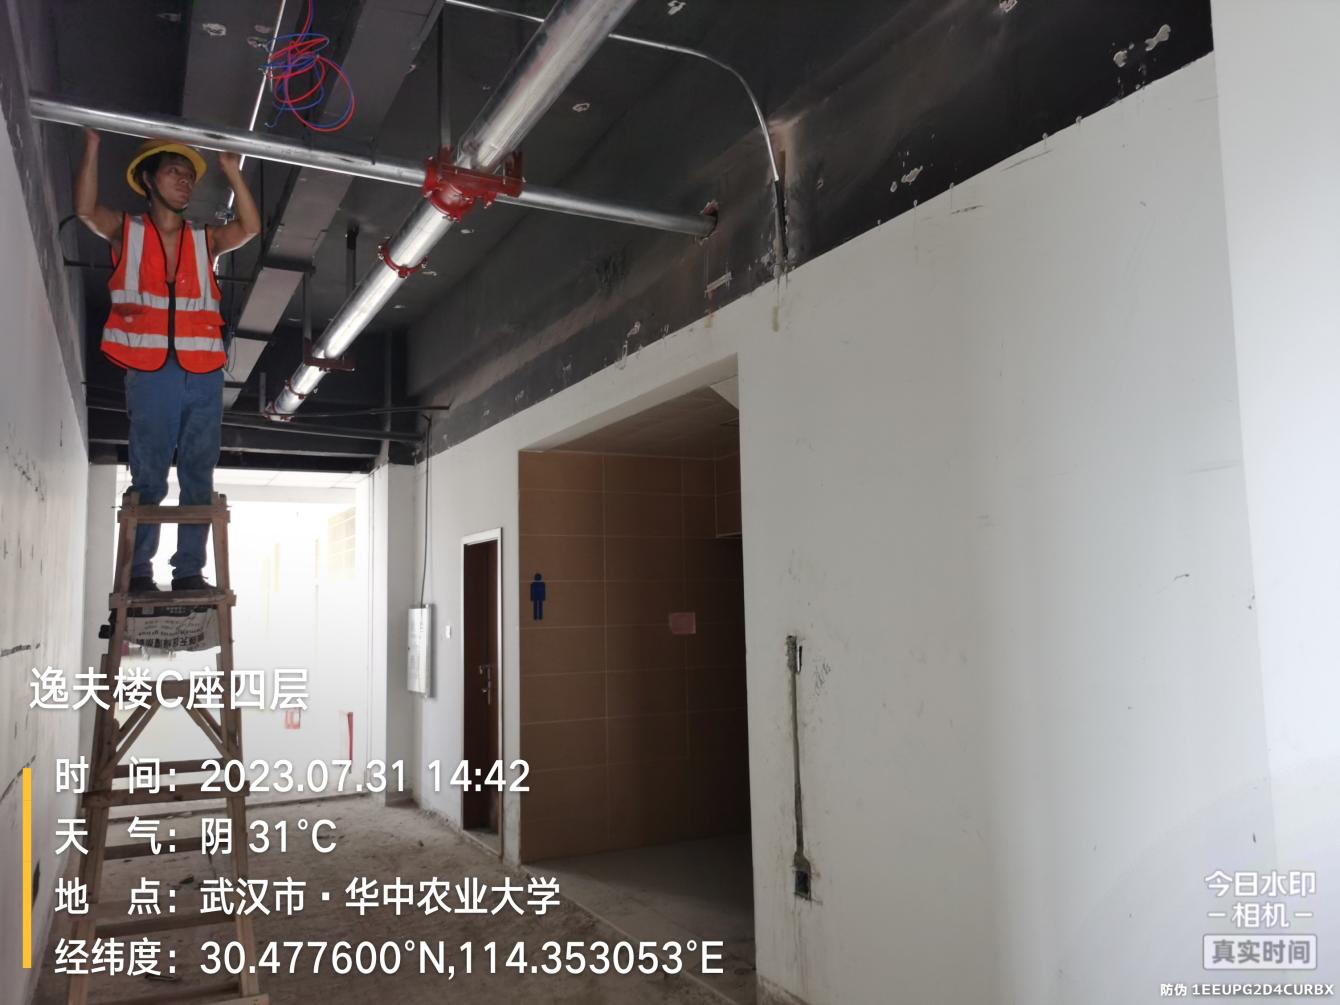 逸夫楼C座四层
时 间：2023.07.31 14:42
天 气：阴 31°C
地 点：武汉市·华中农业大学
经纬度：30.477600°N,114.353053°E
今日水印
-相机-
真实时间
防伪 1EEUPG2D4CURBX